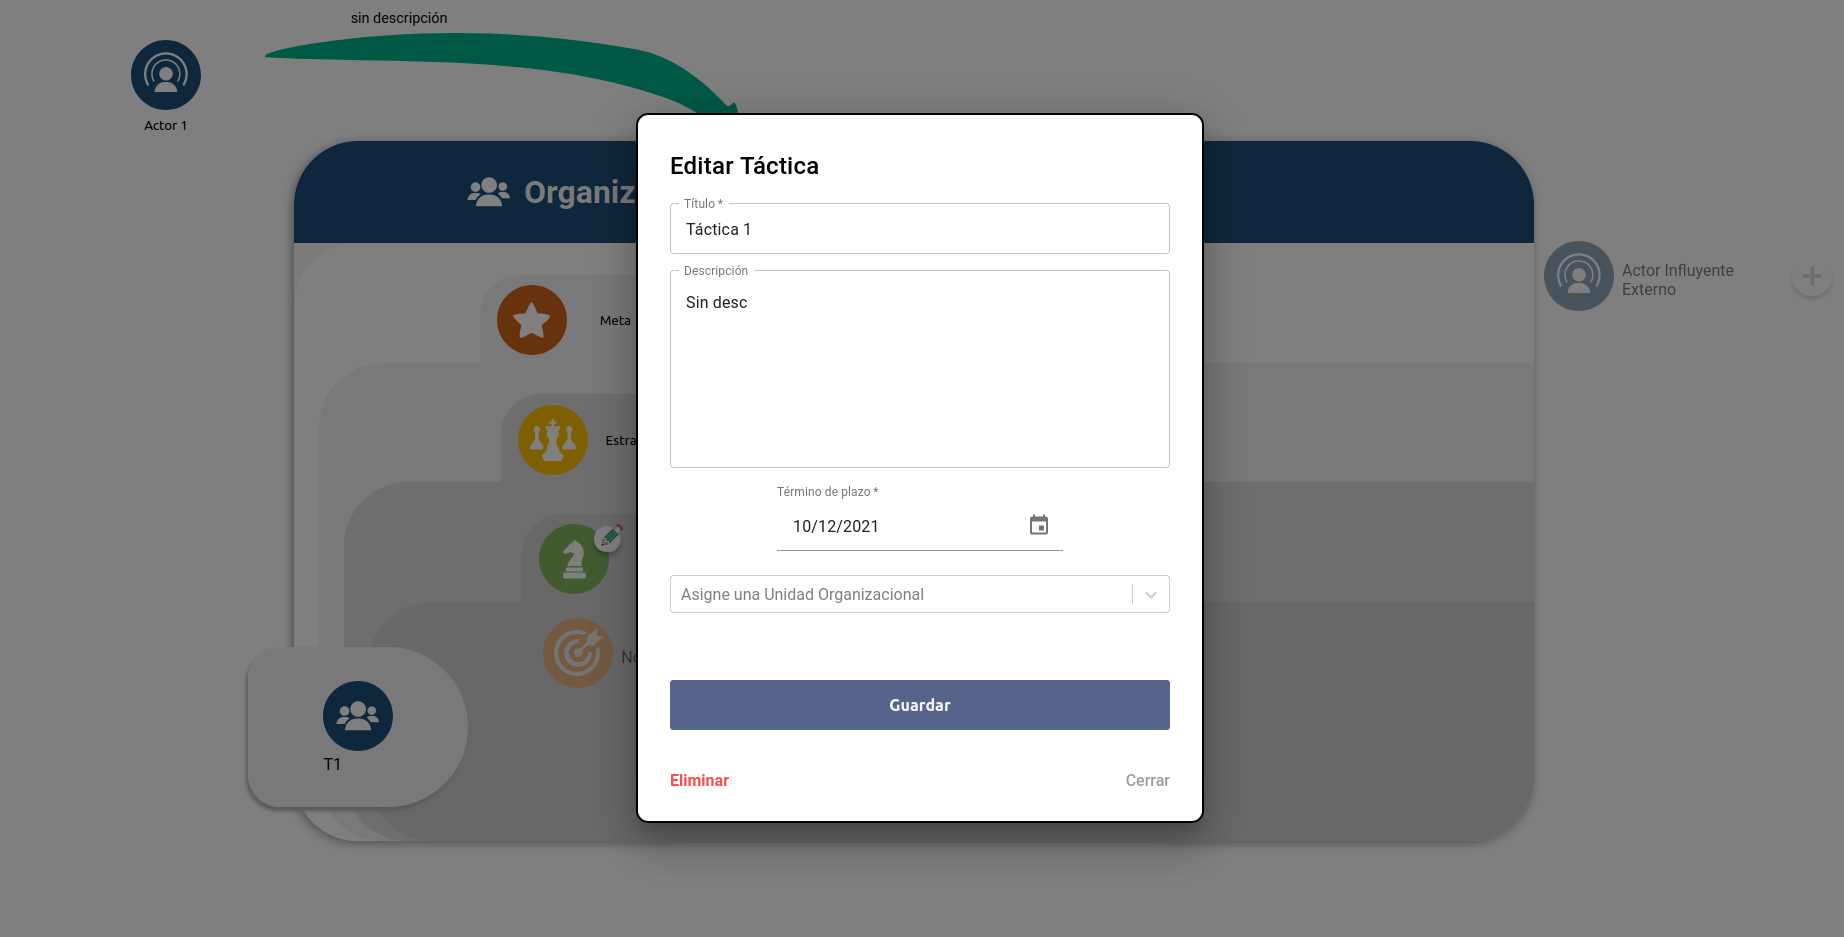 sin descripción
Actor 1
Organiz
Actor Influyente
Externo
Meta
Estra
T1
Editar Táctica
Título *
Táctica 1
Descripción
Sin desc
Término de plazo *
10/12/2021
Asigne una Unidad Organizacional
Guardar
Eliminar
Cerrar